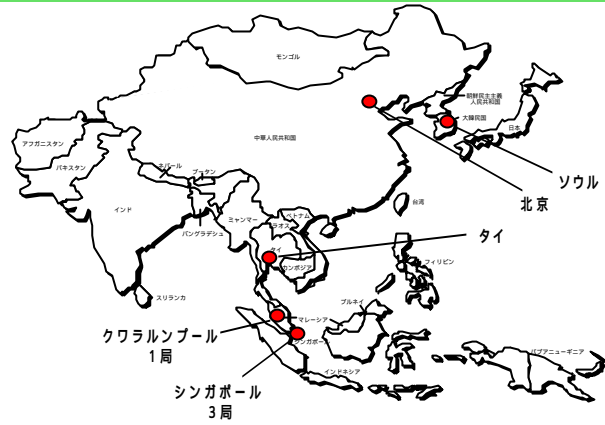 モンゴル
朝鮮民主主義
人民共和国
大韓民国
日本
アフガニスタン
中華人民共和国
パキスタン
ネパール
ブータン
ソウル
インド
北京
台湾
ミャンマー
ベトナム
ラオス
バングラデシュ
タイ
タイ
カンボジア
フィリピン
スリランカ
ブルネイ
マレーシア
クワラルンプール
1局
シンガポール
パプアニューギニア
インドネシア
シンガポール
3局